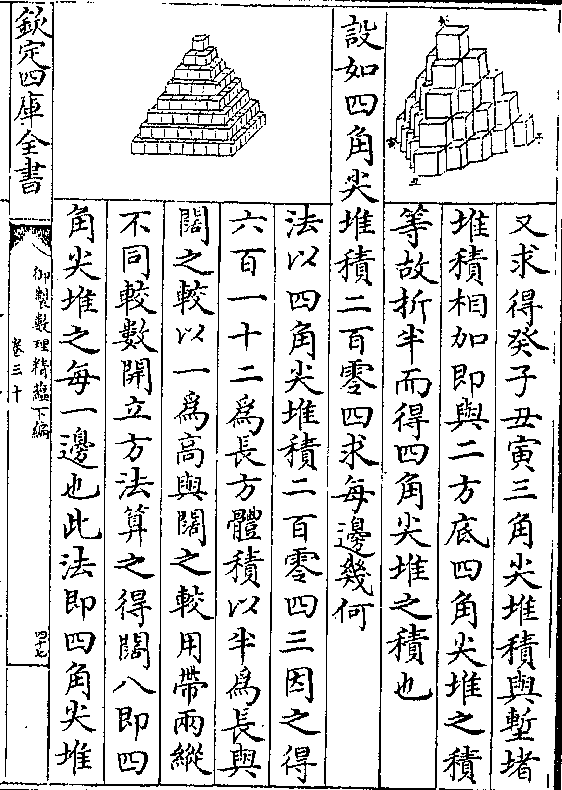 又求得癸子丑寅三角尖堆積與塹堵
堆積相加即與二方底四角尖堆之積
等故折半而得四角尖堆之積也
設如四角尖堆積二百零四求每邊幾何
法以四角尖堆積二百零四三因之得
六百一十二為長方體積以半為長與
闊之較以一為高與闊之較用帶兩縱
不同較數開立方法算之得闊八即四
角尖堆之每一邊也此法即四角尖堆
欽定四庫全書
御製數理精藴下編
卷三十